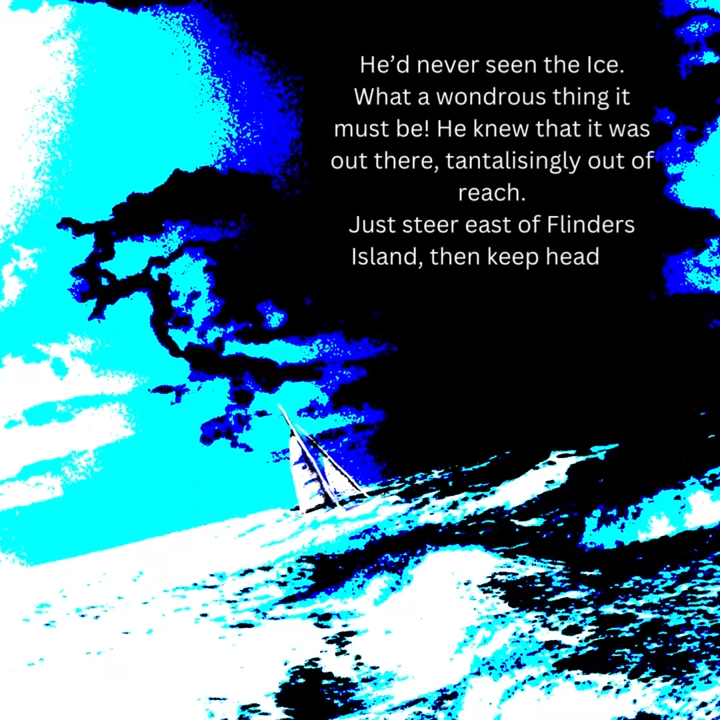 He’d never seen the Ice.
What a wondrous thing it
must be! He knew that it was
out there, tantalisingly out of
reach.
Just steer east of Flinders
Island, then keep head